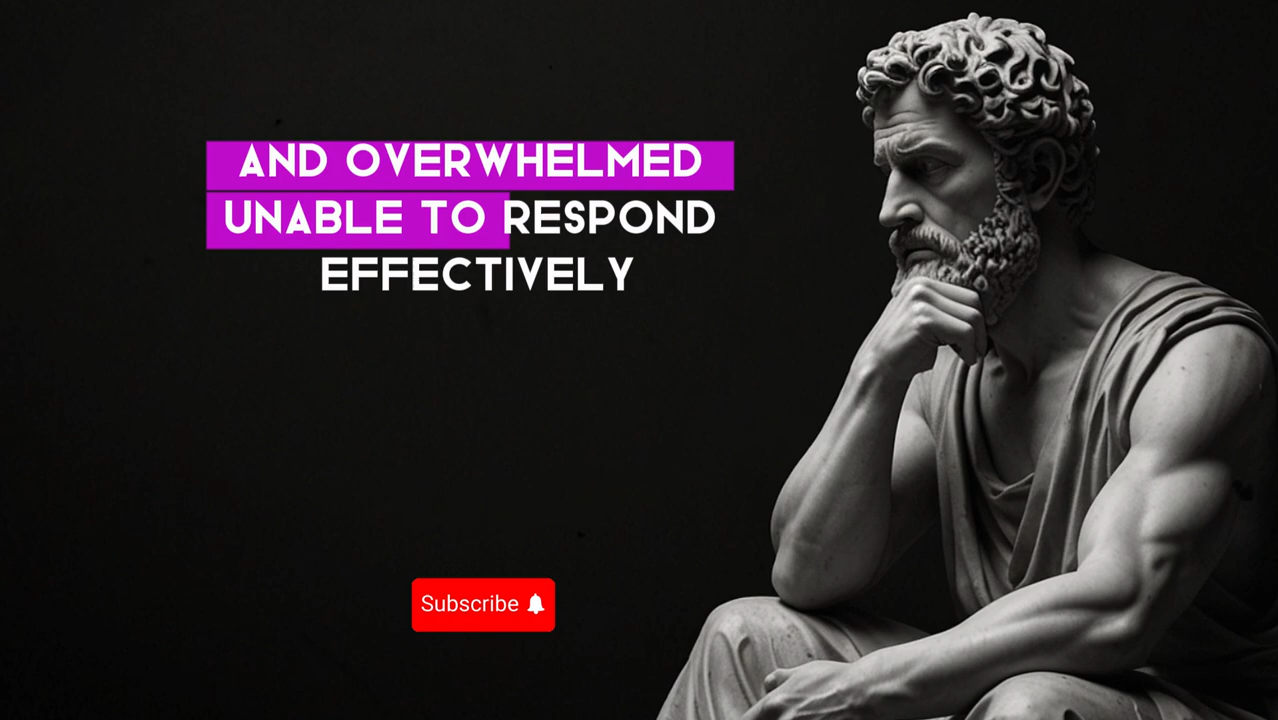 AND OVERWHELMED
UNABLE TO RESPOND
EFFECTIVELY
Subscribe